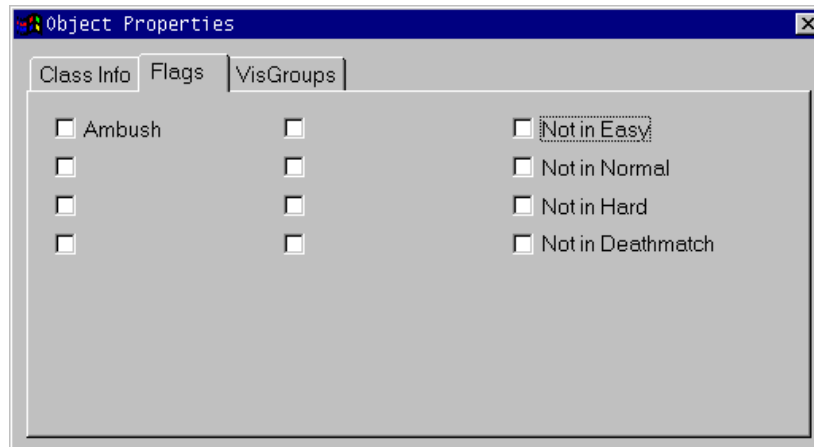 Object Properties
Class Info Flags VisGroups
Ambush Not in Easy
Not in Normal
Not in Hard
Not in Deathmatch